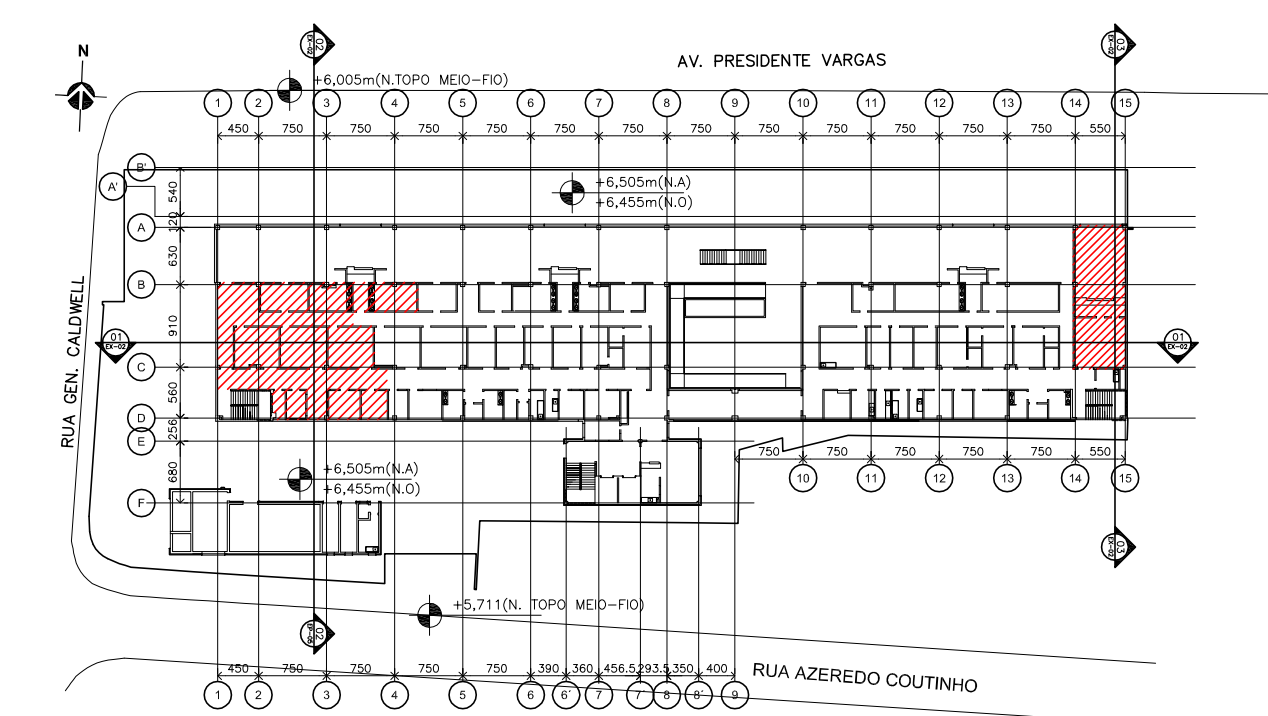 02
EX-02
03
EX-02
N
AV. PRESIDENTE VARGAS
+6,005m(N.TOPO MEIO-FIO)
1 2 3 4 5 6 7 8 9 10 11 12 13 14 15
450 750 750 750 750 750 750 750 750 750 750 750 750 550
B'
A'
540
+6,505m(N.A)
+6,455m(N.O)
120
A
630
B
RUA GEN. CALDWELL
910
01
EX-02
01
EX-02
C
560
D
256
E
750 750 750 750 750 550
680
+6,505m(N.A)
+6,455m(N.O)
10 11 12 13 14 15
F
03
EX-02
+5,711(N. TOPO MEIO-FIO)
02
450 750 750 750 750 390 360 456.5 293.5 350 400
RUA AZEREDO COUTINHO
1 2 3 4 5 6 6' 7 7' 8 8' 9